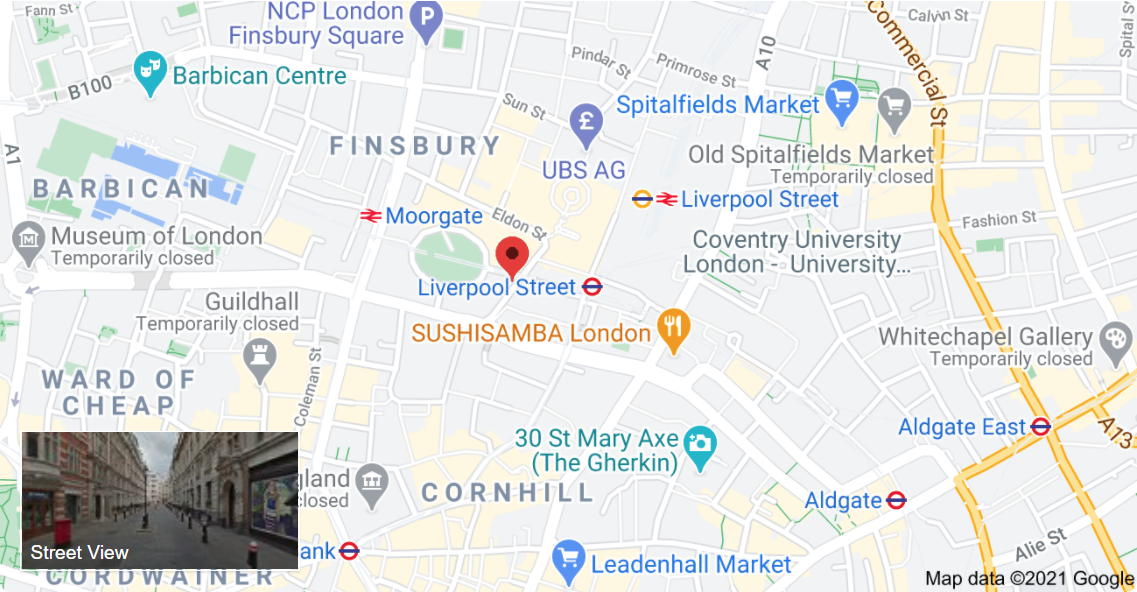 Fann St
NCP London
Finsbury Square
P
Calvin St
Commercial St
Spital S
A10
Pindar St
Primrose St
B100
Barbican Centre
Sun St
Spitalfields Market
£
UBS AG
FINSBURY
A1
Old Spitalfields Market
Temporarily closed
BARBICAN
Liverpool Street
Moorgate
Eldon St
Fashion St
Museum of London
Temporarily closed
Coventry University
London - University...
Liverpool Street
Guildhall
Temporarily closed
SUSHISAMBA London
Whitechapel Gallery
Temporarily closed
Coleman St
WARD OF
CHEAP
Aldgate East
A13
30 St Mary Axe
(The Gherkin)
gland
closed
CORNHILL
Aldgate
Alie St
Street View
ank
Leadenhall Market
CORDWAINER
Map data ©2021 Google